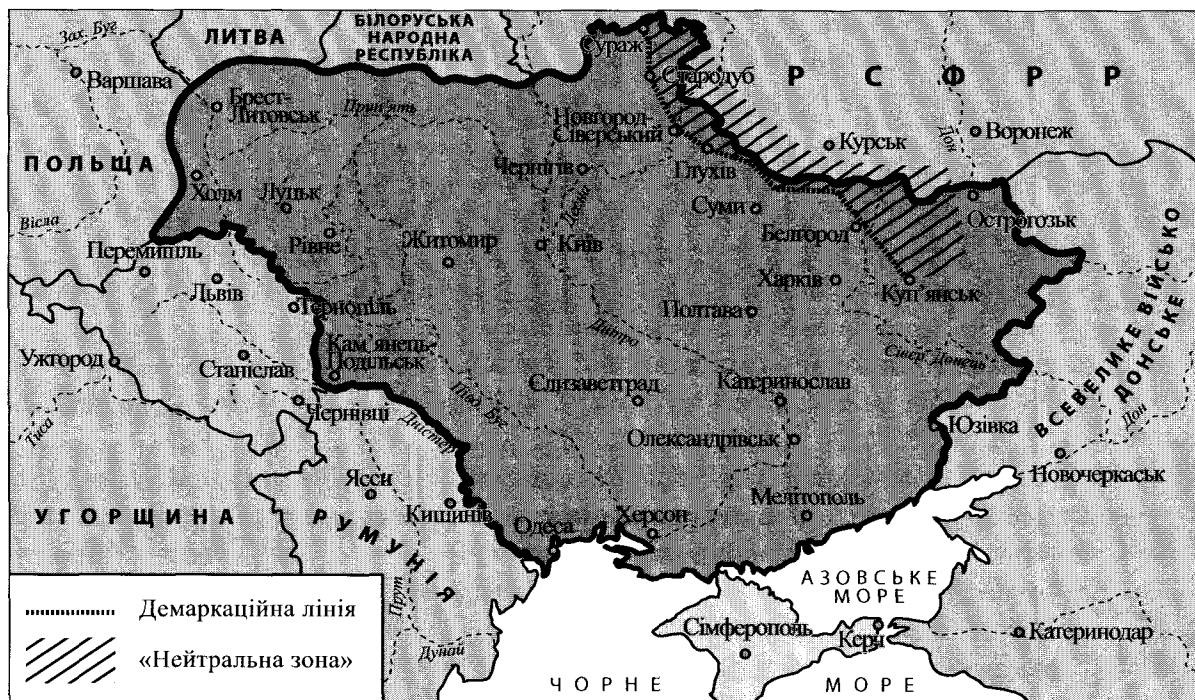 Зах. Буг
ЛИТВА
БІЛОРУСЬКА
НАРОДНА
РЕСПУБЛІКА
Варшава
Сураж
Стародуб
РСФРР
Брест-
Литовськ
Прип'ять
Новгород-
Сіверський
Курськ
Дон
Воронеж
ПОЛЬЩА
Холм
Луцьк
Чернігів
Десна
Глухів
Вісла
Рівне
Житомир
Київ
Суми
Бєлгород
Острогозьк
Перемишль
Львів
Тернопіль
Харків
Куп'янськ
Полтава
Дніпро
Сівер. Донець
ВСЕВЕЛИКЕ ВІЙСЬКО
ДОНСЬКЕ
Дон
Ужгород
Станіслав
Кам'янець-
Подільськ
Чернівці
Тиса
Дністер
Півд. Буг
Єлизаветград
Катеринослав
Олександрівськ
Юзівка
Новочеркаськ
Ясси
Кишинів
Одеса
Херсон
Мелітополь
УГОРЩИНА
РУМУНІЯ
Прут
Дунай
АЗОВСЬКЕ
МОРЕ
Сімферополь
Керч
Катеринодар
ЧОРНЕ МОРЕ
Демаркаційна лінія
«Нейтральна зона»